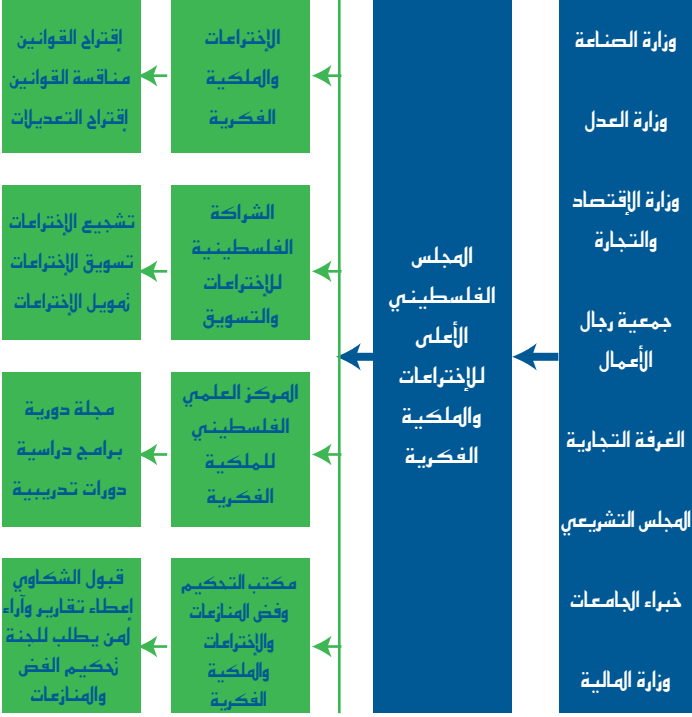 وزارة الصناعة
وزارة العدل
وزارة الإقتصاد
والتجارة
جمعية رجال
الأعمال
الغرفة التجارية
المجلس التشريعي
خبراء الجامعات
وزارة المالية
المجلس
الفلسطيني
الأعلى
للإختراعات
والملكية
الفكرية
الإختراعات
والملكية
الفكرية
إقتراح القوانين
مناقسة القوانين
إقتراح التعديلات
الشراكة
الفلسطينية
للإختراعات
والتسويق
تشجيع الإختراعات
تسويق الإختراعات
تمويل الإختراعات
المركز العلمي
الفلسطيني
للملكية
الفكرية
مجلة دورية
برامج دراسية
دورات تدريبية
مكتب التحكيم
وفض المنازعات
والإختراعات
والملكية
الفكرية
قبول الشكاوي
إعطاء تقارير وآراء
لمن يطلب للجنة
تحكيم الفض
والمنازعات